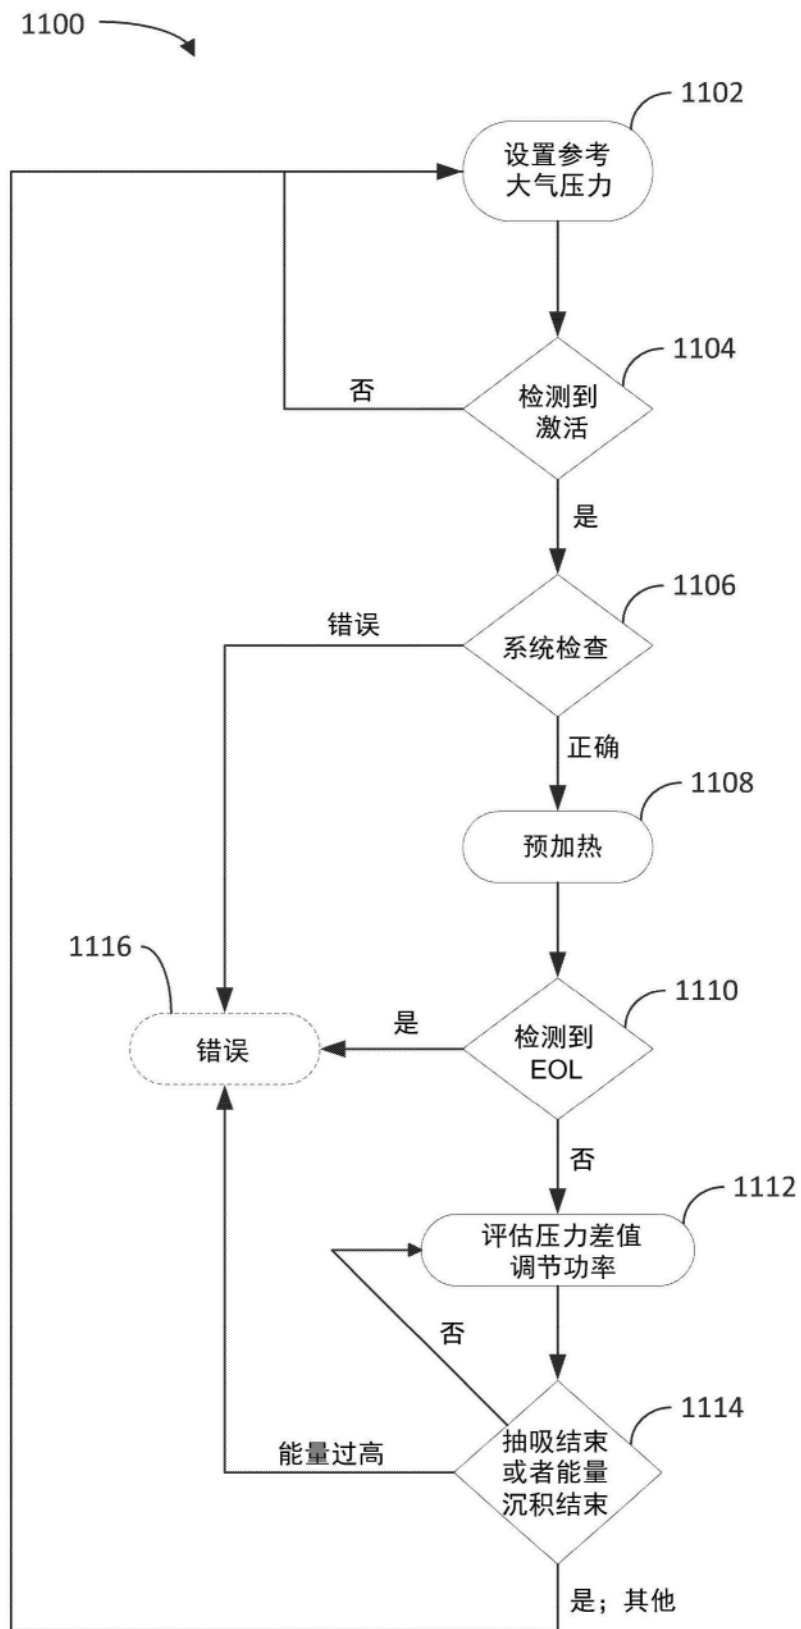 1100
1102
设置参考
大气压力
1104
否
检测到
激活
是
1106
错误
系统检查
正确
1108
预加热
1116
1110
是
错误
检测到
EOL
否
1112
评估压力差值
调节功率
否
1114
能量过高
抽吸结束
或者能量
沉积结束
是；其他